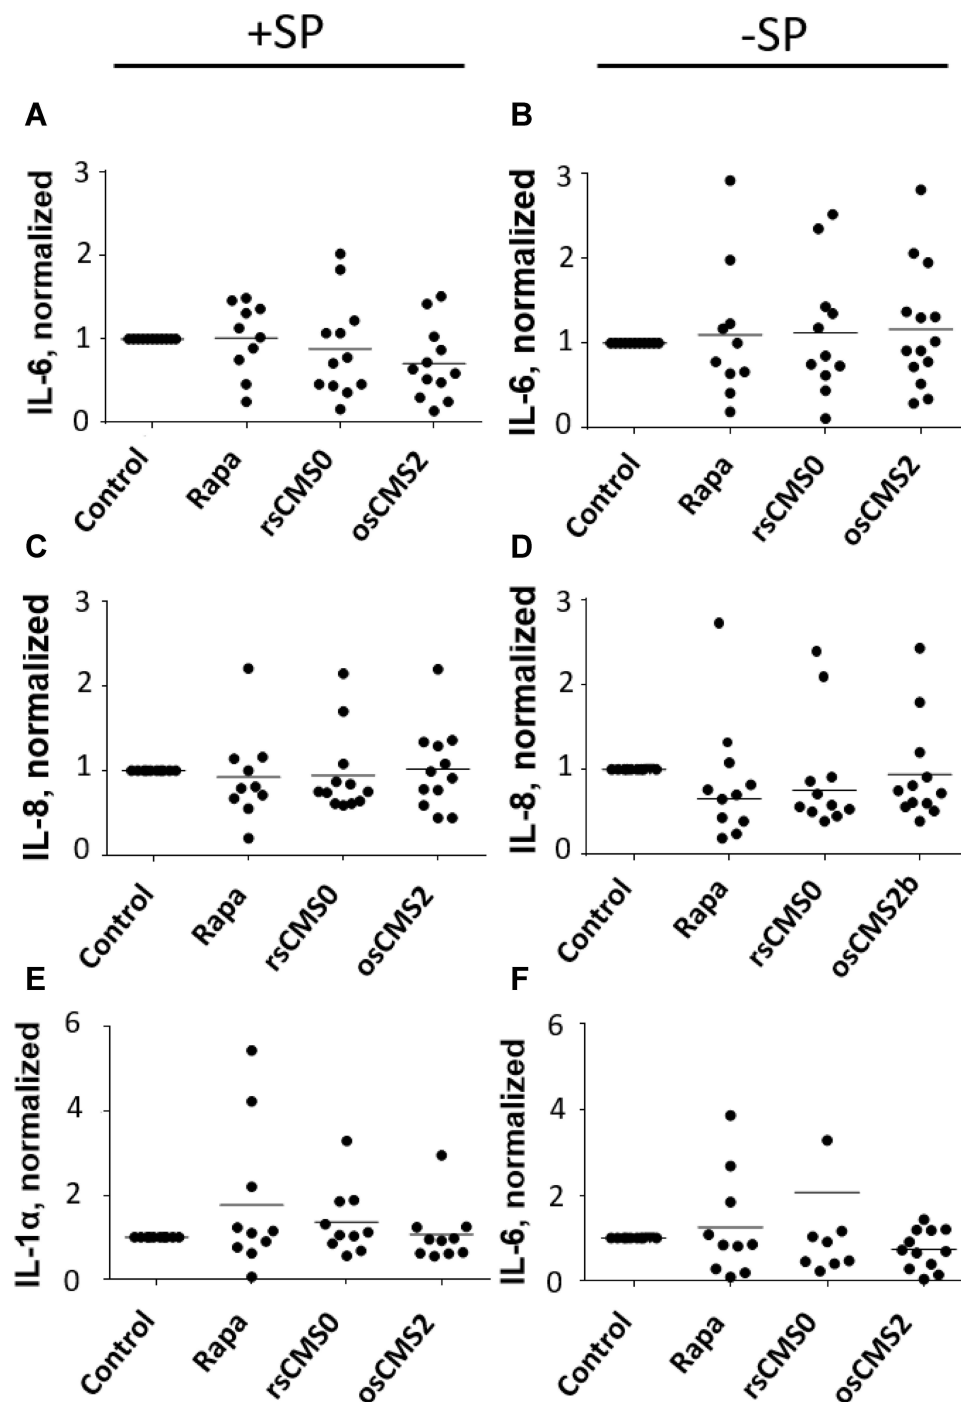 +SP
-SP
A
IL-6, normalized
3
2
1
0
Control
Rapa
rsCMS0
osCMS2
B
IL-6, normalized
3
2
1
0
Control
Rapa
rsCMS0
osCMS2
C
IL-8, normalized
3
2
1
0
Control
Rapa
rsCMS0
osCMS2
D
IL-8, normalized
3
2
1
0
Control
Rapa
rsCMS0
osCMS2b
E
IL-1α, normalized
6
4
2
0
Control
Rapa
rsCMS0
osCMS2
F
IL-6, normalized
6
4
2
0
Control
Rapa
rsCMS0
osCMS2